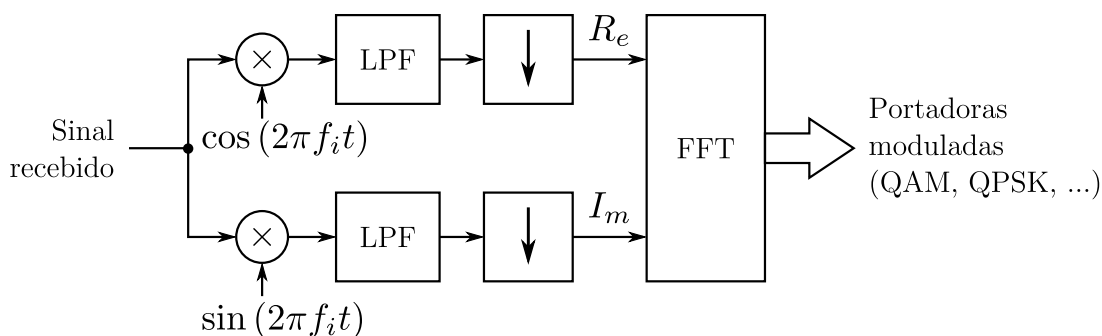 Sinal
recebido
×
cos (2πf_i t)
LPF
R_e
×
sin (2πf_i t)
LPF
I_m
FFT
Portadoras
moduladas
(QAM, QPSK, ...)